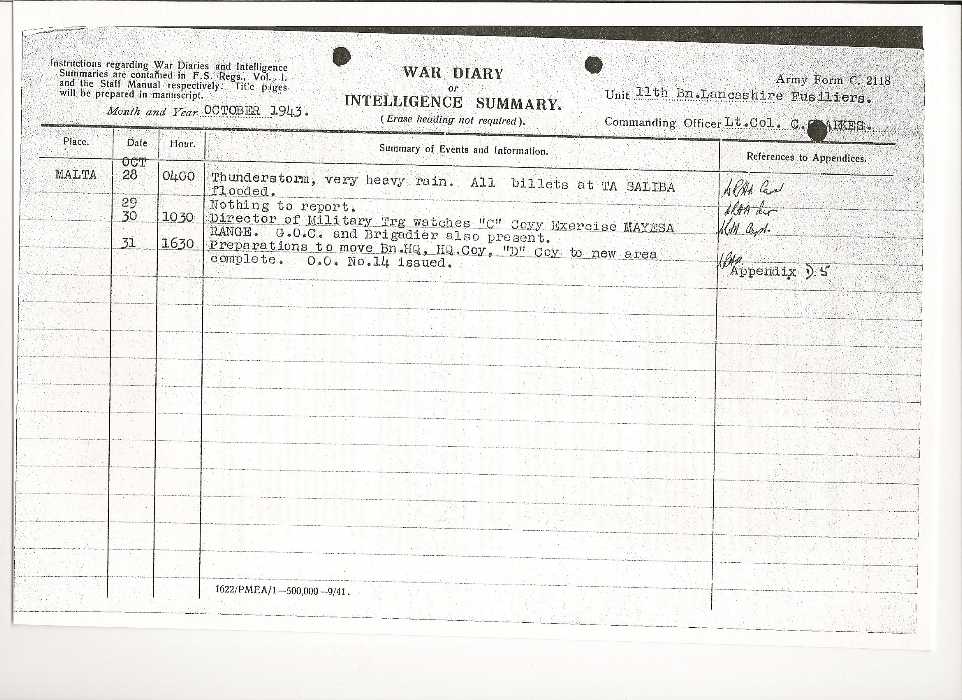 Instructions regarding War Diaries and Intelligence
Summaries are contained in F.S. Regs., Vol. I.
and the Staff Manual respectively. Title pages
will be prepared in manuscript.
Month and Year OCTOBER 1943.
WAR DIARY
or
INTELLIGENCE SUMMARY.
(Erase heading not required).
Army Form C. 2118
Unit 11th Bn.Lancashire Fusiliers.
Commanding Officer Lt.Col. C.
Place. Date Hour. Summary of Events and Information. References to Appendices.
OCT
MALTA 28 0400 Thunderstorm, very heavy rain. All billets at TA SALIBA
flooded.
29 Nothing to report.
30 1030 Director of Military Trg watches "C" Coyy Exercise MAYESA
RANGE. G.O.C. and Brigadier also present.
31 1630 Preparations to move Bn.HQ, HQ.Coy, "D" Coy to new area
complete. O.O. No.14 issued.
Appendix D.5
1622/PMEA/1—500,000—9/41.